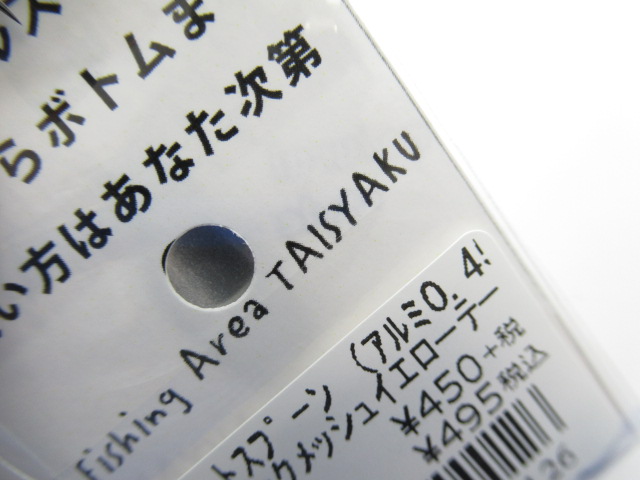 らボトムま
い方はあなた次第
Fishing Area TAISYAKU
トスプーン (アルミ0.4
クメッシュイエローテー
¥450+税
¥495税込
26